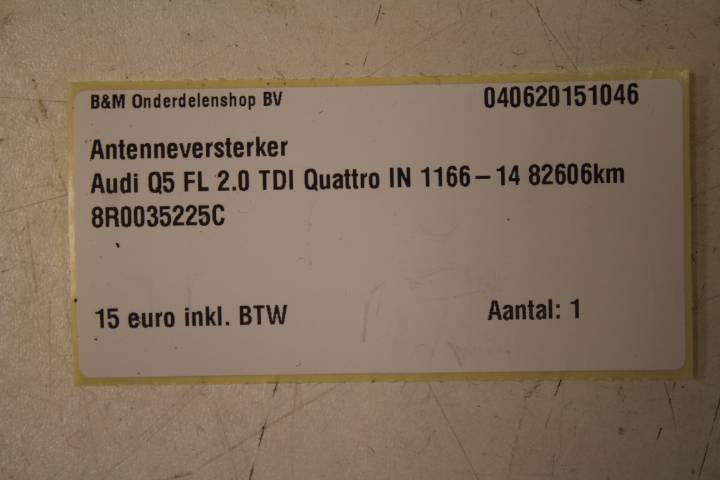 B&M Onderdelenshop BV 040620151046
Antenneversterker
Audi Q5 FL 2.0 TDI Quattro IN 1166-14 82606km
8R0035225C
15 euro inkl. BTW Aantal: 1